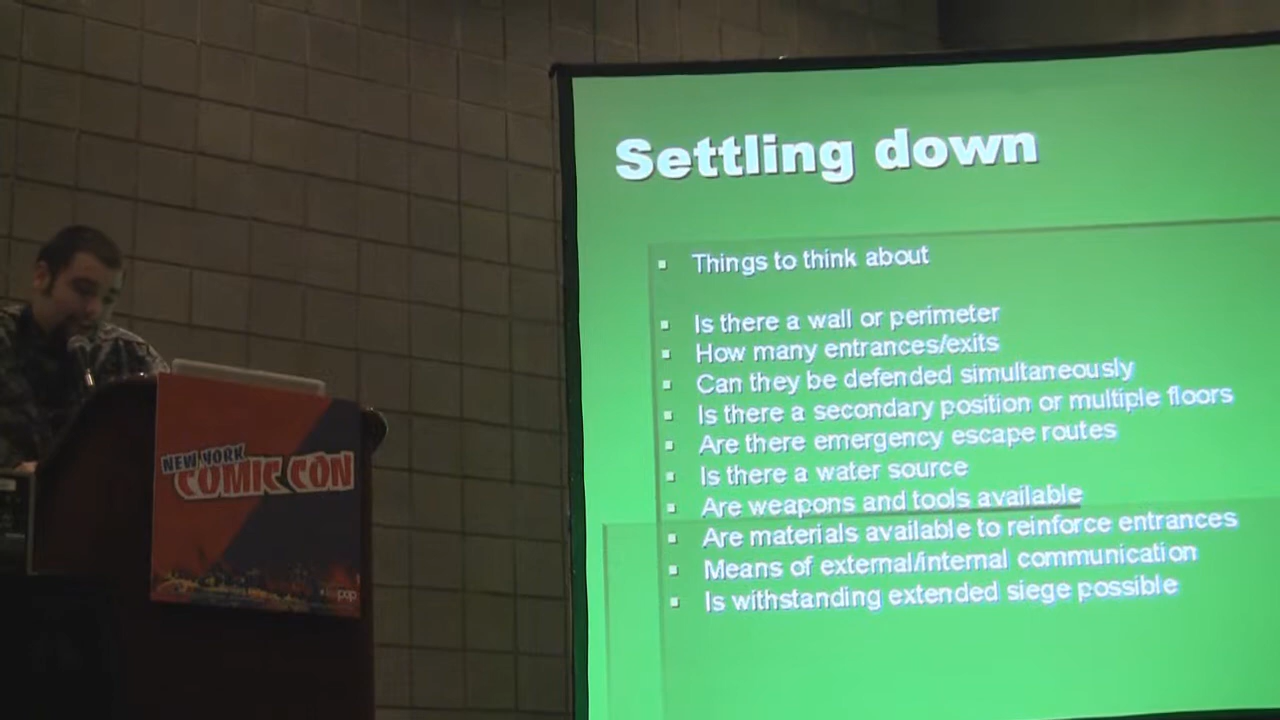 Settling down
Things to think about
Is there a wall or perimeter
How many entrances/exits
Can they be defended simultaneously
Is there a secondary position or multiple floors
Are there emergency escape routes
Is there a water source
Are weapons and tools available
Are materials available to reinforce entrances
Means of external/internal communication
Is withstanding extended siege possible
NEW YORK
COMIC CON
pop